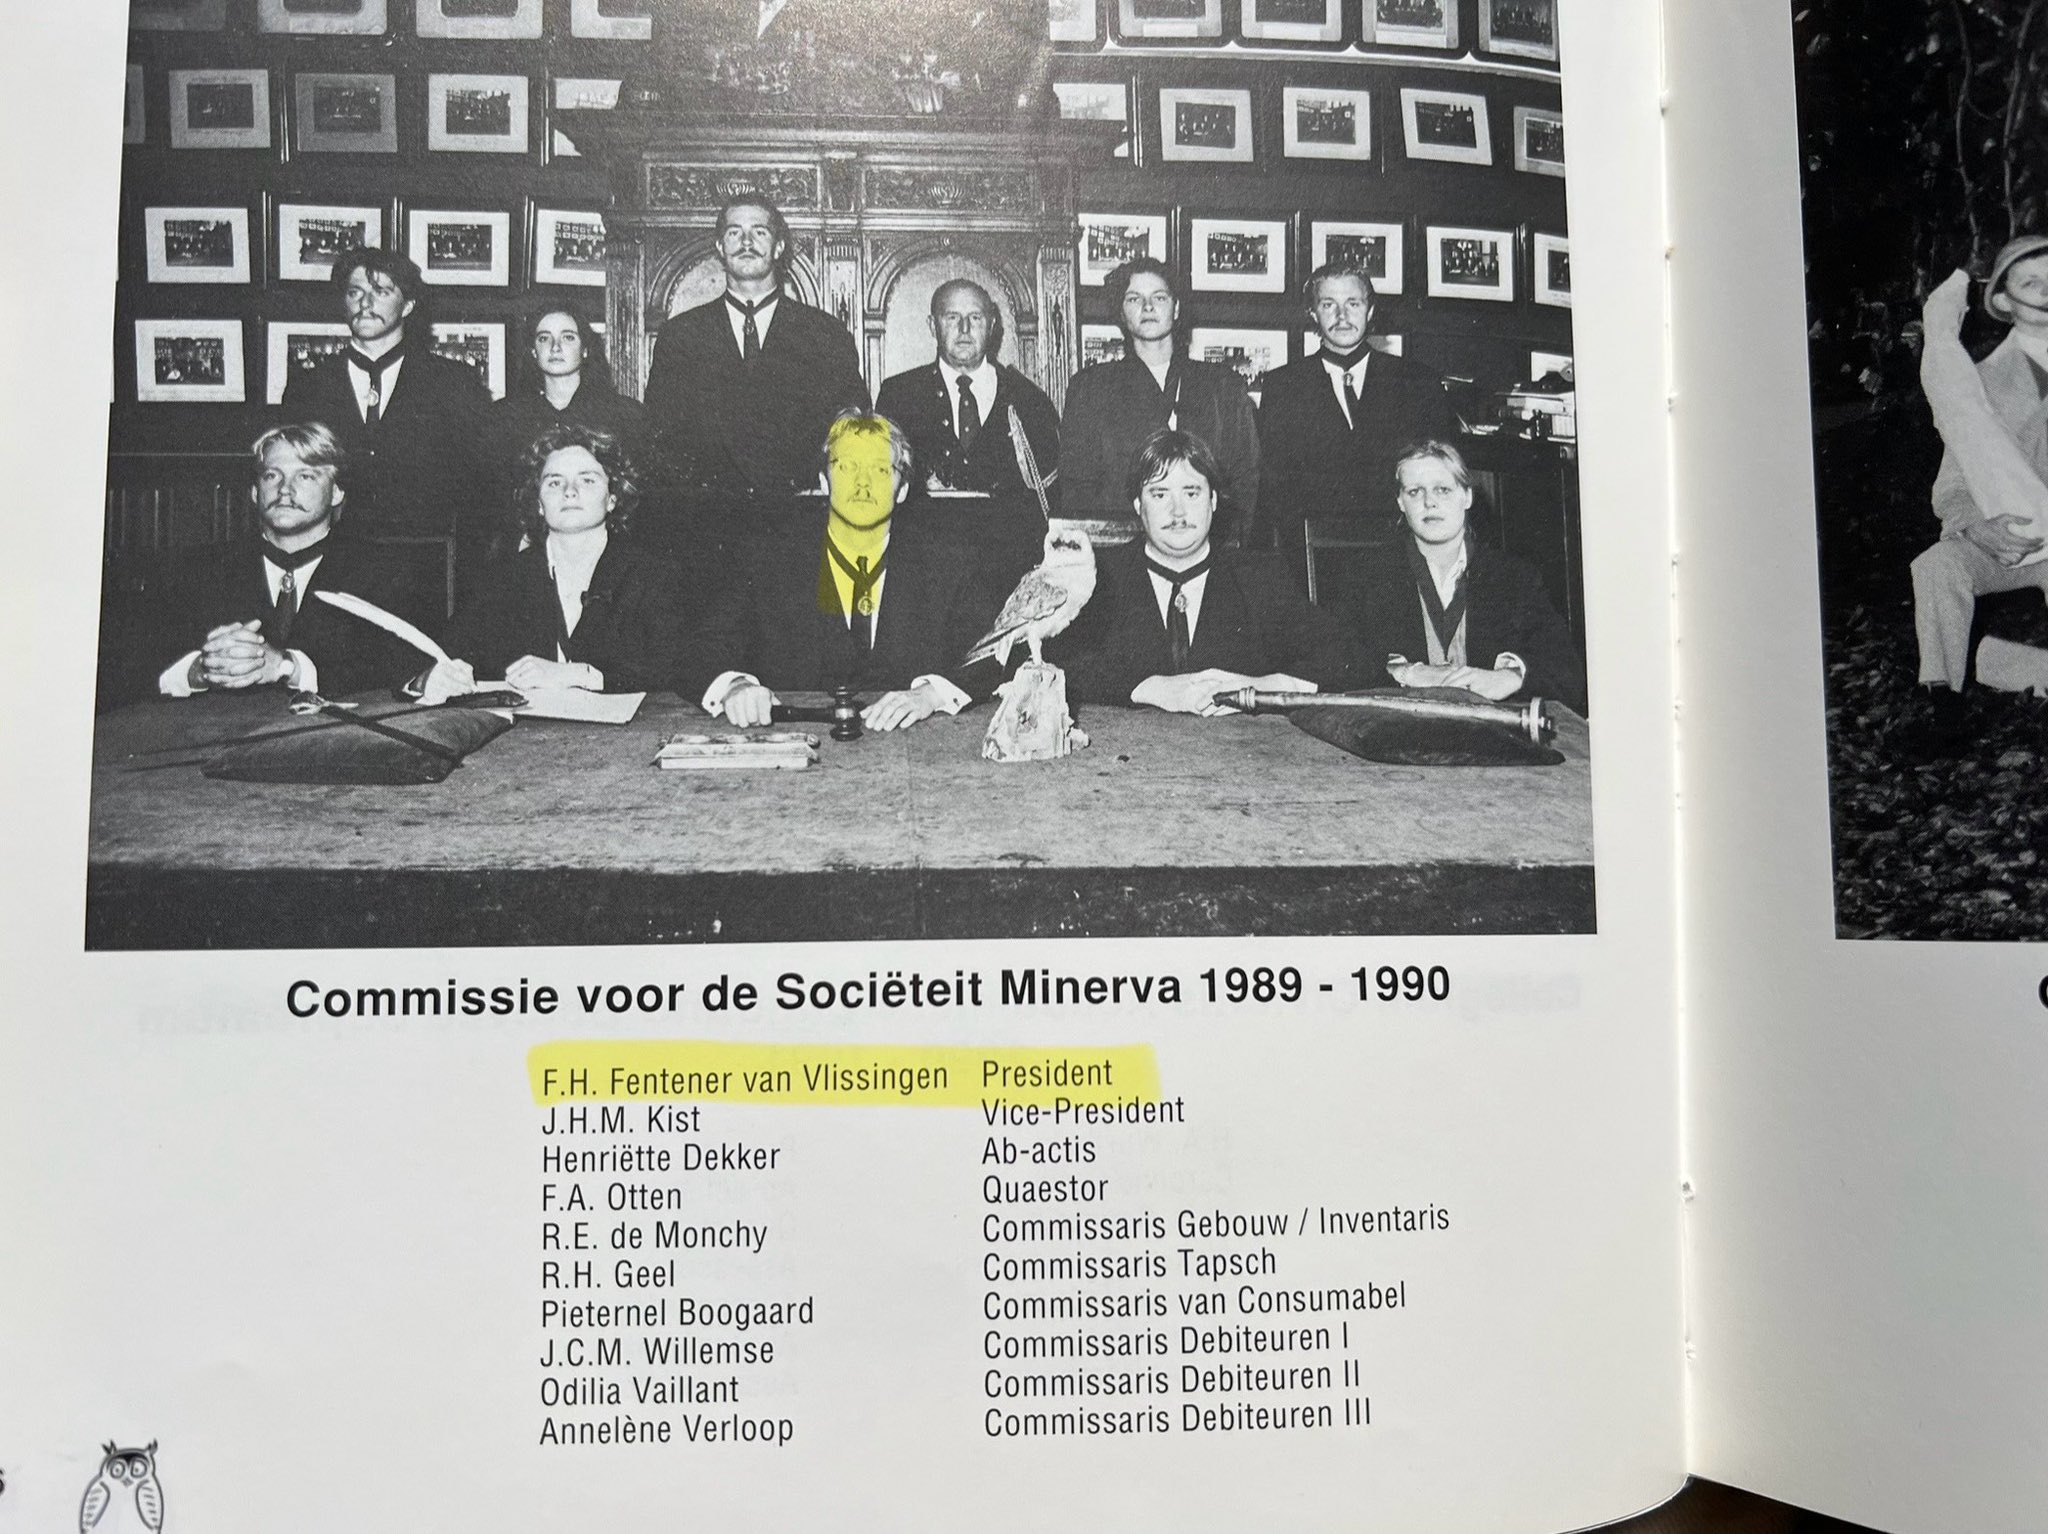 Commissie voor de Sociëteit Minerva 1989 - 1990
F.H. Fentener van Vlissingen President
J.H.M. Kist Vice-President
Henriëtte Dekker Ab-actis
F.A. Otten Quaestor
R.E. de Monchy Commissaris Gebouw / Inventaris
R.H. Geel Commissaris Tapsch
Pieternel Boogaard Commissaris van Consumabel
J.C.M. Willemse Commissaris Debiteuren I
Odilia Vaillant Commissaris Debiteuren II
Annelène Verloop Commissaris Debiteuren III